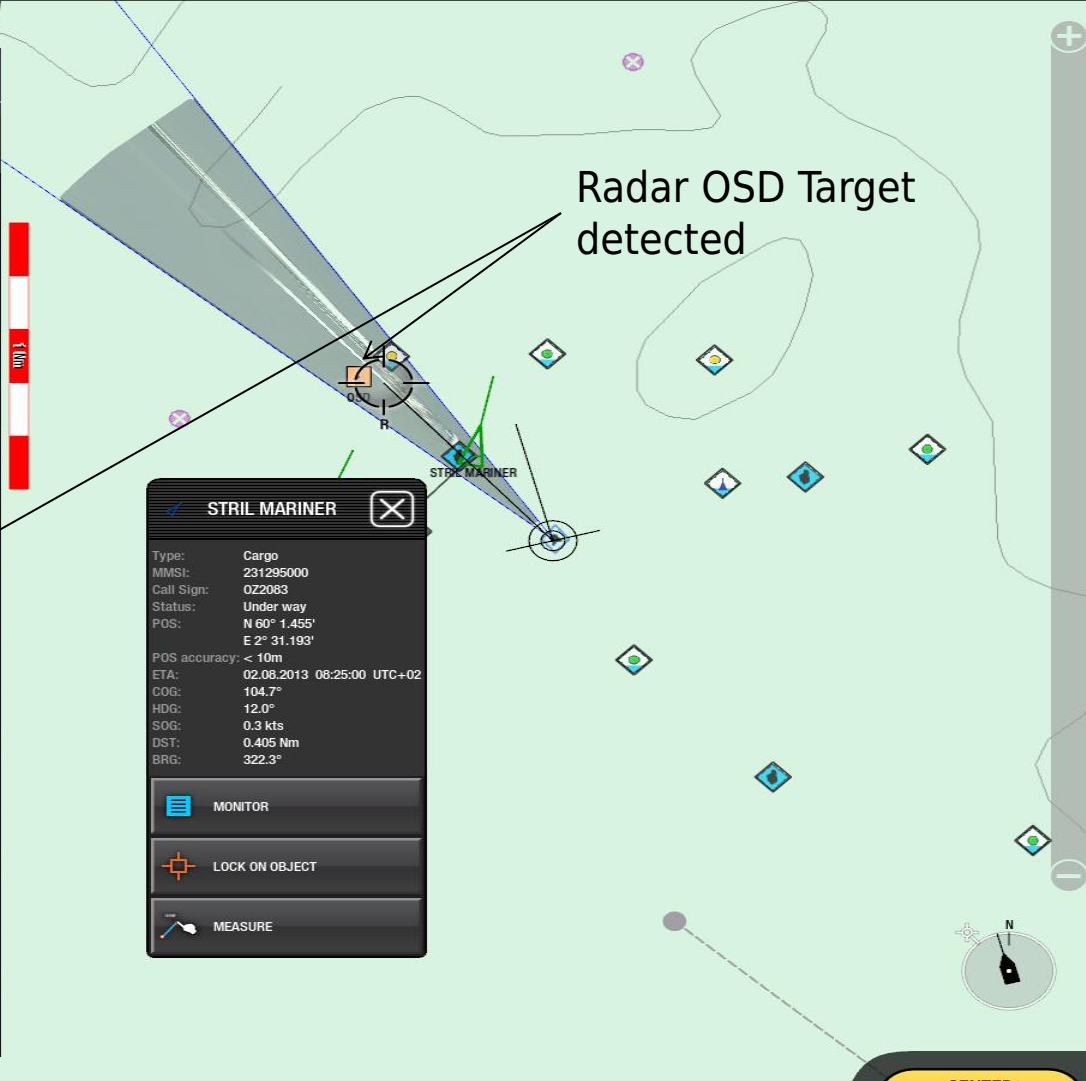 Radar OSD Target
detected
1 Nm
OSD
R
STRIL MARINER
STRIL MARINER
Type: Cargo
MMSI: 231295000
Call Sign: OZ2083
Status: Under way
POS: N 60° 1.455'
E 2° 31.193'
POS accuracy: < 10m
ETA: 02.08.2013 08:25:00 UTC+02
COG: 104.7°
HDG: 12.0°
SOG: 0.3 kts
DST: 0.405 Nm
BRG: 322.3°
MONITOR
LOCK ON OBJECT
MEASURE
N